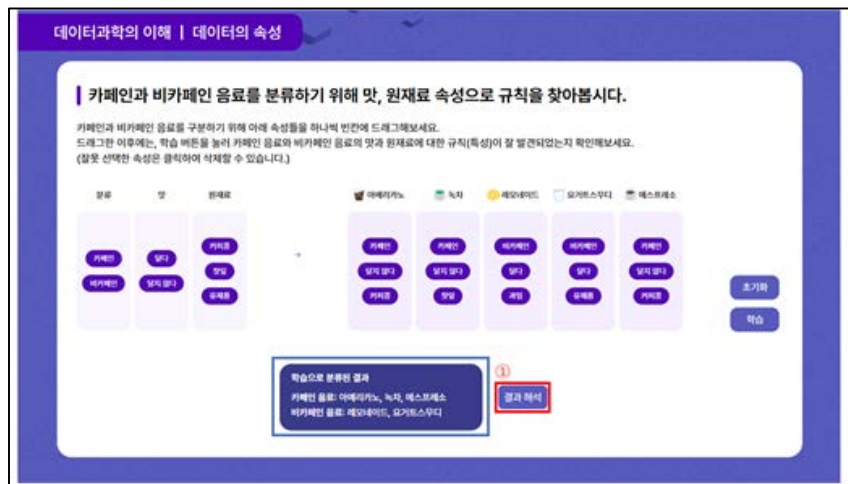 데이터과학의 이해 | 데이터의 속성
카페인과 비카페인 음료를 분류하기 위해 맛, 원재료 속성으로 규칙을 찾아봅시다.
카페인과 비카페인 음료를 구분하기 위해 아래 속성들을 하나씩 빈칸에 드래그해보세요.
드래그한 이후에는, 학습 버튼을 눌러 카페인 음료와 비카페인 음료의 맛과 원재료에 대한 규칙(특성)이 잘 발견되었는지 확인해보세요.
(잘못 선택한 속성은 클릭하여 삭제할 수 있습니다.)
분류 맛 원재료 → 아메리카노 녹차 레모네이드 요거트스무디 에스프레소
커피콩 카페인 카페인 비카페인 비카페인 카페인
카페인 달다 찻잎 달지 않다 달지 않다 달다 달다 달지 않다
비카페인 달지 않다 유제품 커피콩 찻잎 과일 유제품 커피콩
초기화
학습
학습으로 분류된 결과
카페인 음료: 아메리카노, 녹차, 에스프레소
비카페인 음료: 레모네이드, 요거트스무디
①
결과 해석